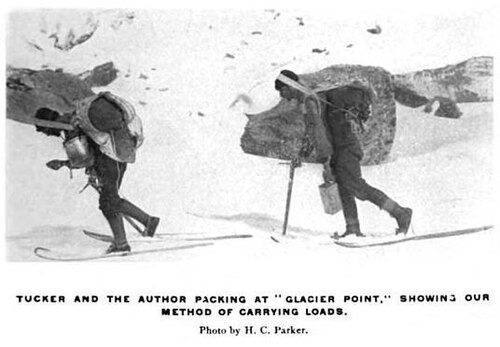 TUCKER AND THE AUTHOR PACKING AT "GLACIER POINT," SHOWING OUR
METHOD OF CARRYING LOADS.
Photo by H. C. Parker.